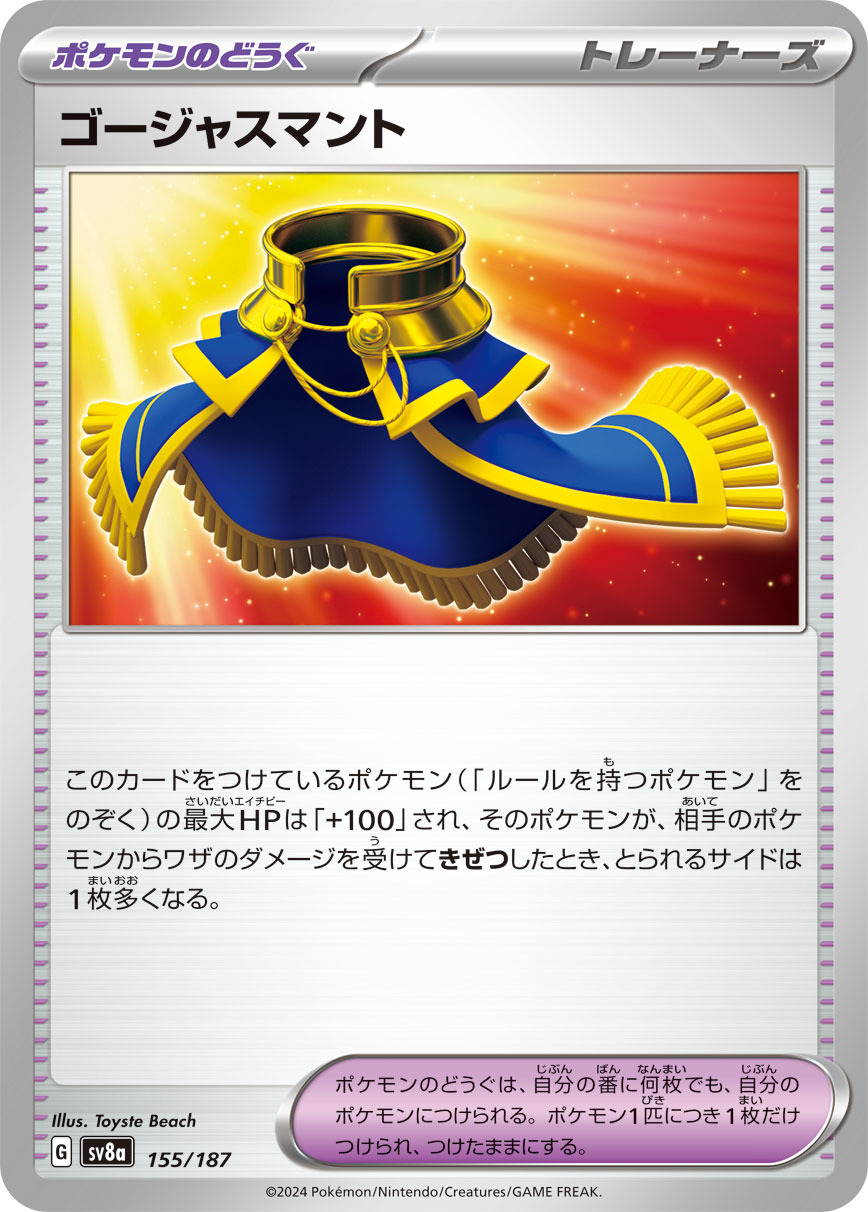 ポケモンのどうぐ
トレーナーズ
ゴージャスマント
このカードをつけているポケモン(「ルールを持つポケモン」を
のぞく)の最大HPは「+100」され、そのポケモンが、相手のポケ
モンからワザのダメージを受けてきぜつしたとき、とられるサイドは
1枚多くなる。
ポケモンのどうぐは、自分の番に何枚でも、自分の
ポケモンにつけられる。ポケモン1匹につき1枚だけ
つけられ、つけたままにする。
Illus. Toyste Beach
G sv8a 155/187
©2024 Pokémon/Nintendo/Creatures/GAME FREAK.